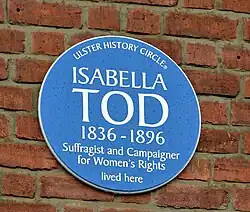 ULSTER HISTORY CIRCLE®
ISABELLA
TOD
1836 - 1896
Suffragist and Campaigner
for Women's Rights
lived here